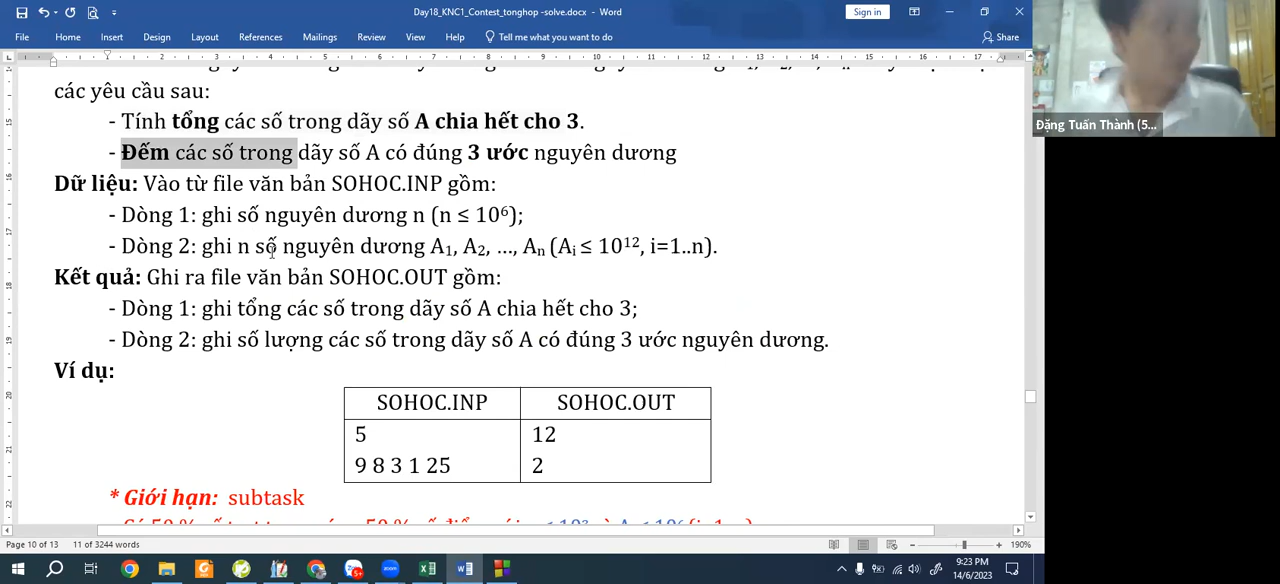 Day18_KNC1_Contest_tonghop -solve.docx - Word
Sign in
File Home Insert Design Layout References Mailings Review View Help Tell me what you want to do Share
các yêu cầu sau:
- Tính tổng các số trong dãy số A chia hết cho 3.
- Đếm các số trong dãy số A có đúng 3 ước nguyên dương
Dữ liệu: Vào từ file văn bản SOHOC.INP gồm:
- Dòng 1: ghi số nguyên dương n (n ≤ 10⁶);
- Dòng 2: ghi n số nguyên dương A₁, A₂, ..., Aₙ (Aᵢ ≤ 10¹², i=1..n).
Kết quả: Ghi ra file văn bản SOHOC.OUT gồm:
- Dòng 1: ghi tổng các số trong dãy số A chia hết cho 3;
- Dòng 2: ghi số lượng các số trong dãy số A có đúng 3 ước nguyên dương.
Ví dụ:
SOHOC.INP SOHOC.OUT
5 12
9 8 3 1 25 2
* Giới hạn: subtask
Đặng Tuấn Thành (5...
Page 10 of 13 11 of 3244 words 190%
9:23 PM
14/6/2023